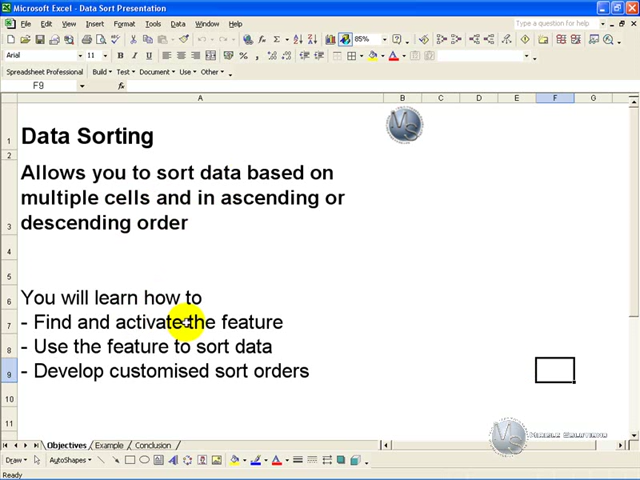 Microsoft Excel - Data Sort Presentation
File Edit View Insert Format Tools Data Window Help
Type a question for help
Arial 11
85%
Spreadsheet Professional Build Test Document Use Other
F9 fx
A B C D E F G
1 Data Sorting
2
Allows you to sort data based on
multiple cells and in ascending or
3 descending order
4
5
6 You will learn how to
7 - Find and activate the feature
8 - Use the feature to sort data
9 - Develop customised sort orders
10
11
Objectives Example Conclusion
Draw AutoShapes
Ready